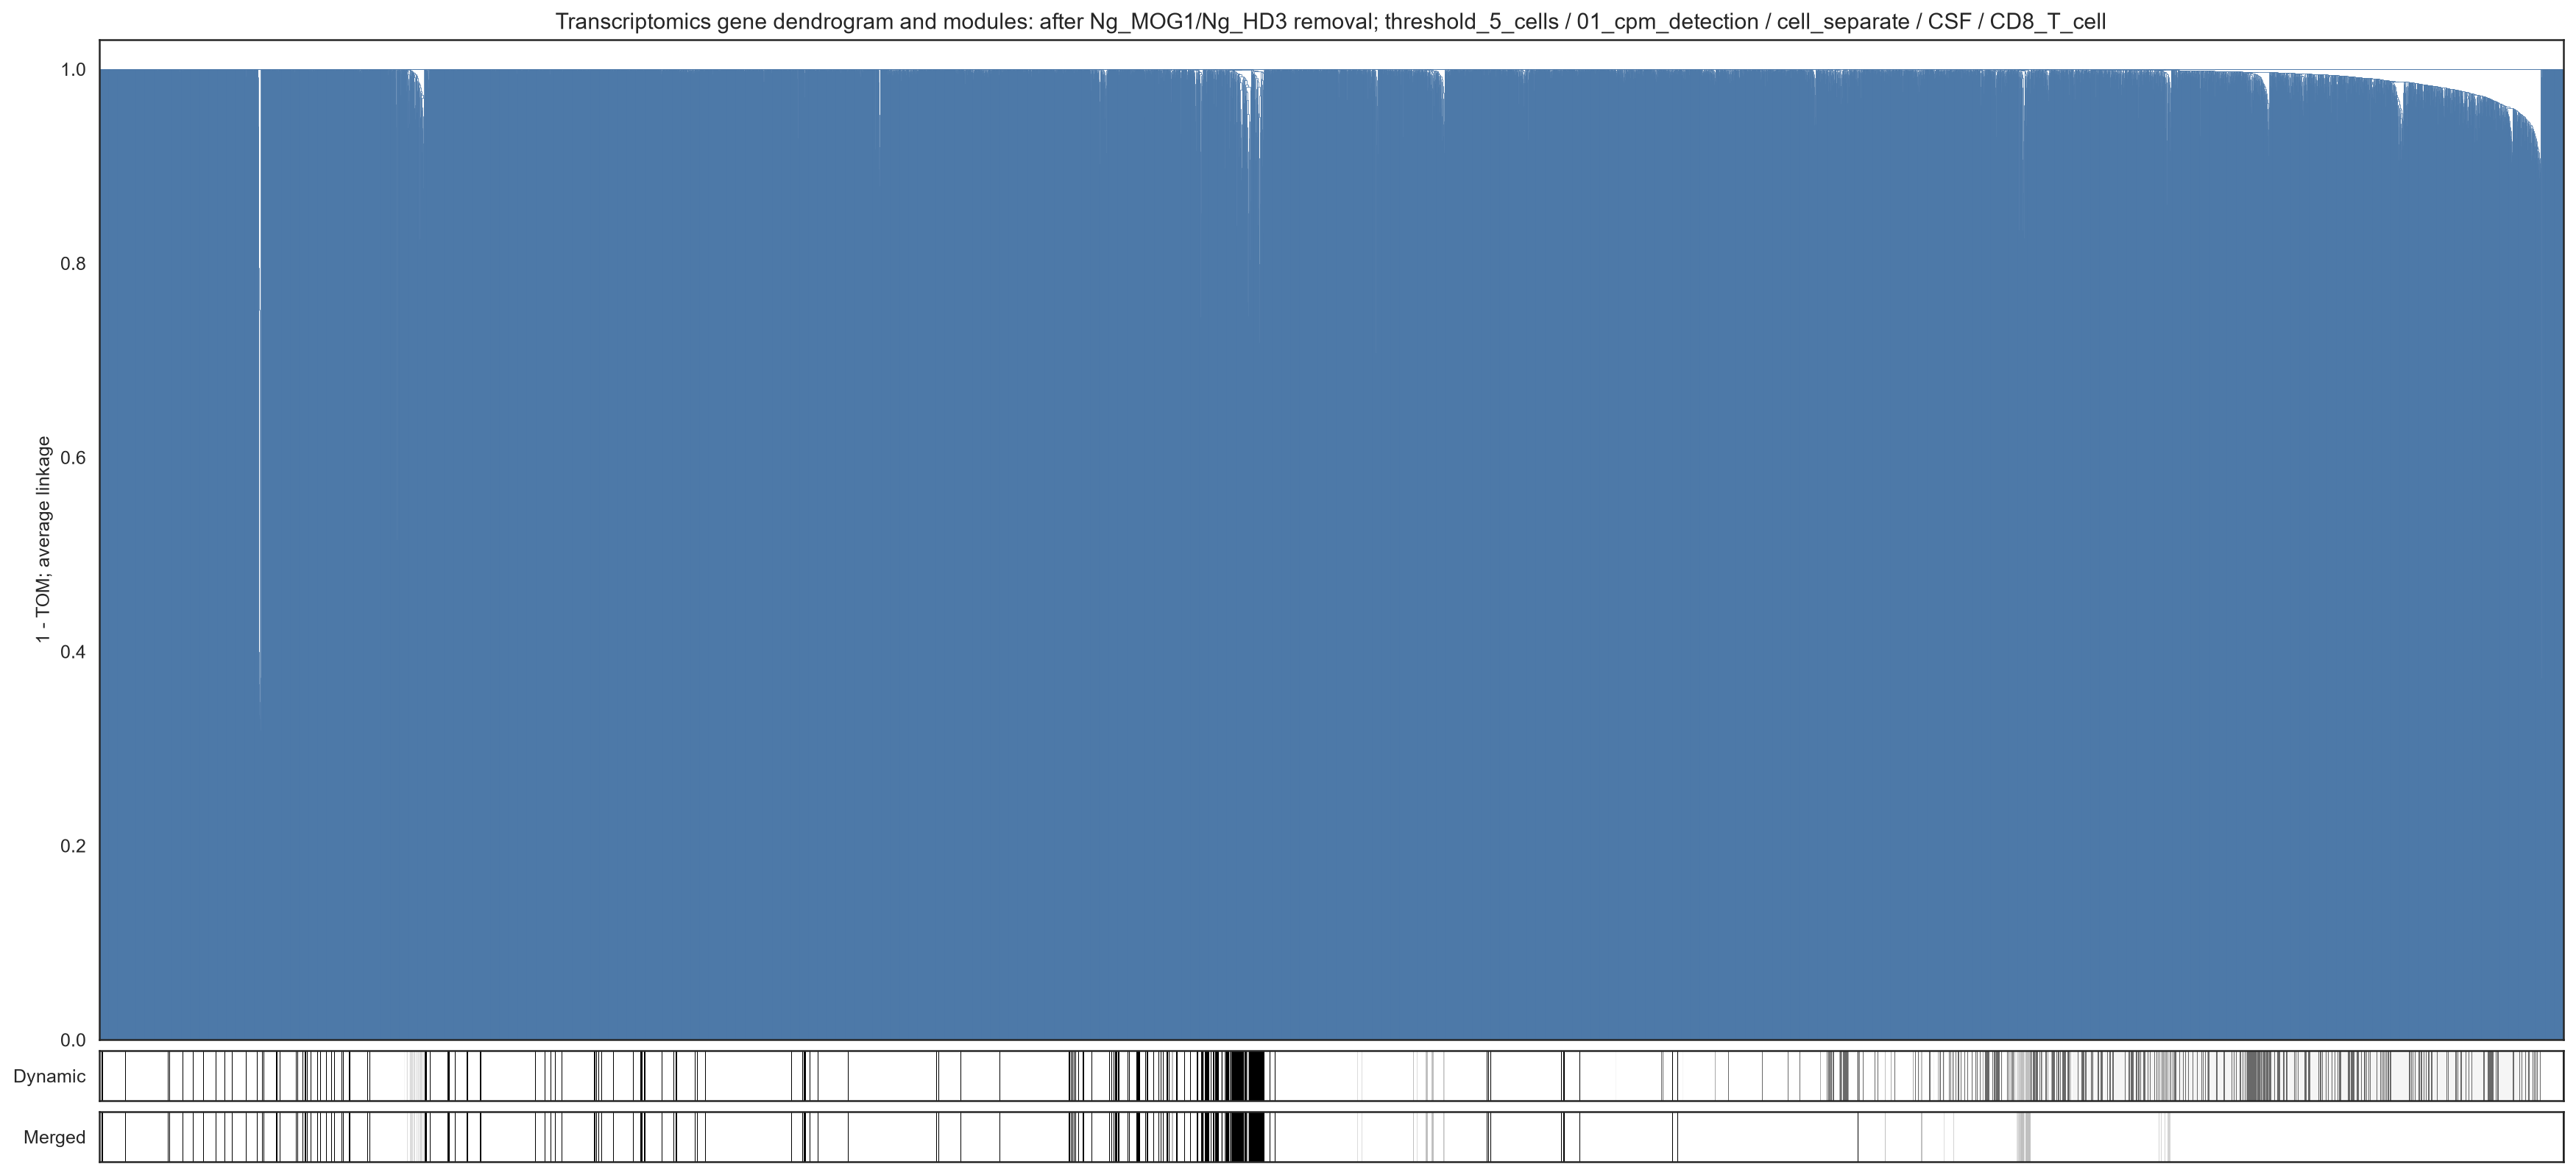 Transcriptomics gene dendrogram and modules: after Ng_MOG1/Ng_HD3 removal; threshold_5_cells / 01_cpm_detection / cell_separate / CSF / CD8_T_cell
1.0
0.8
0.6
0.4
0.2
0.0
1 - TOM; average linkage
Dynamic
Merged